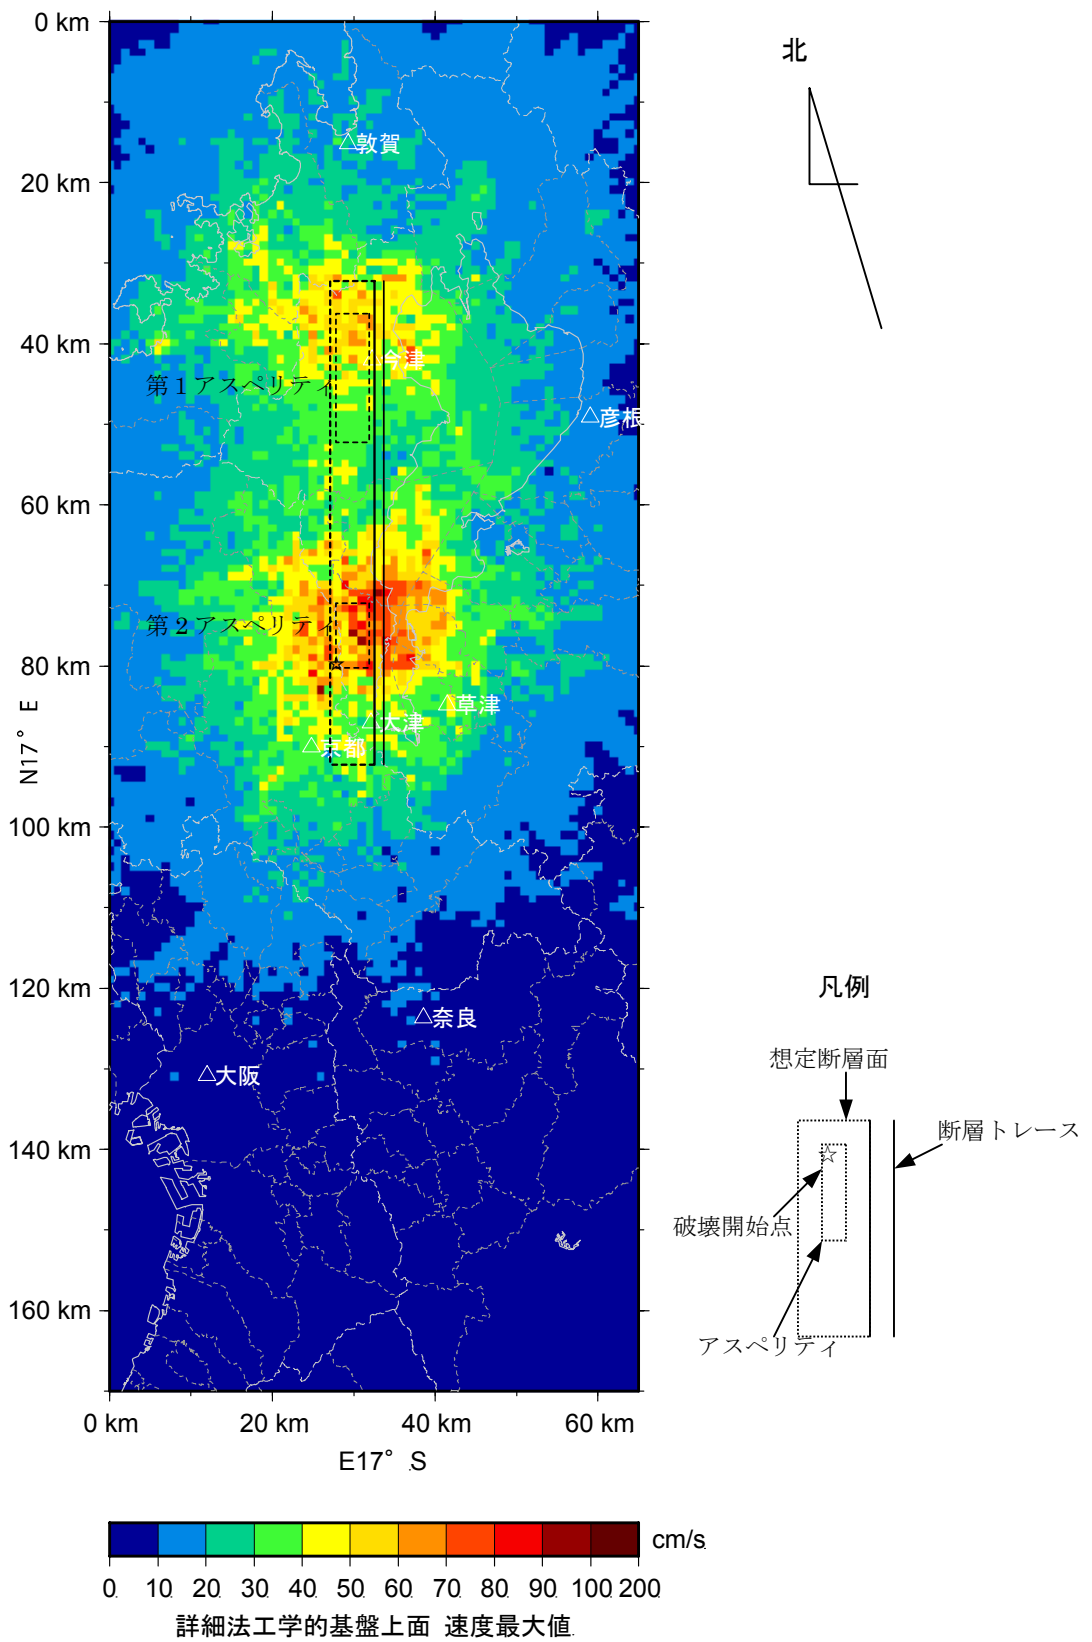 0 km
20 km
40 km
60 km
80 km
100 km
120 km
140 km
160 km
N17° E
敦賀
今津
第１アスペリティ
彦根
第２アスペリティ
草津
大津
京都
奈良
大阪
0 km
20 km
40 km
60 km
E17° S
北
凡例
想定断層面
断層トレース
破壊開始点
アスペリティ
cm/s
0
10
20
30
40
50
60
70
80
90
100
200
詳細法工学的基盤上面 速度最大値